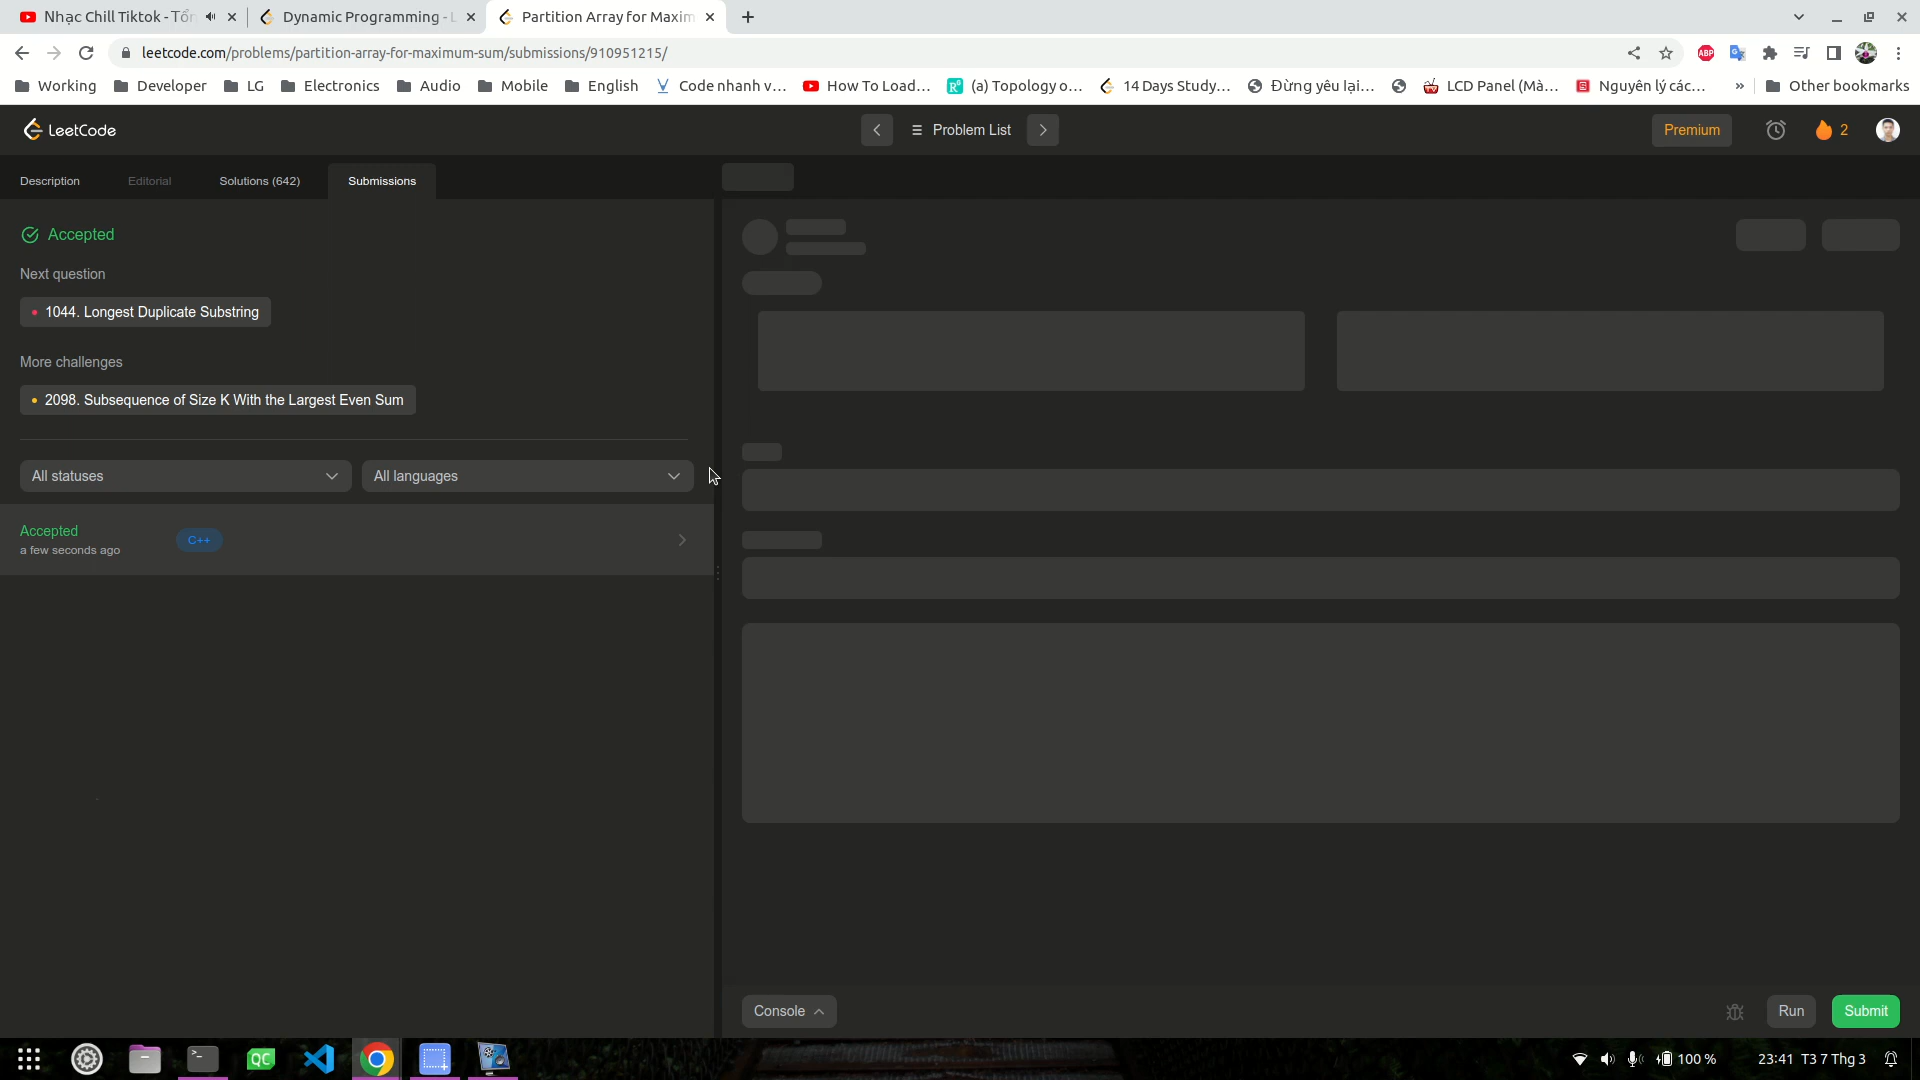 Nhạc Chill Tiktok - Tổn
Dynamic Programming - L
Partition Array for Maxim
leetcode.com/problems/partition-array-for-maximum-sum/submissions/910951215/
ABP
Working
Developer
LG
Electronics
Audio
Mobile
English
Code nhanh v...
How To Load...
(a) Topology o...
14 Days Study...
Đừng yêu lại...
LCD Panel (Mà...
Nguyên lý các...
»
Other bookmarks
LeetCode
Problem List
Premium
2
Description
Editorial
Solutions (642)
Submissions
Accepted
Next question
1044. Longest Duplicate Substring
More challenges
2098. Subsequence of Size K With the Largest Even Sum
All statuses
All languages
Accepted
C++
a few seconds ago
Console
Run
Submit
QC
100 %
23:41 T3 7 Thg 3